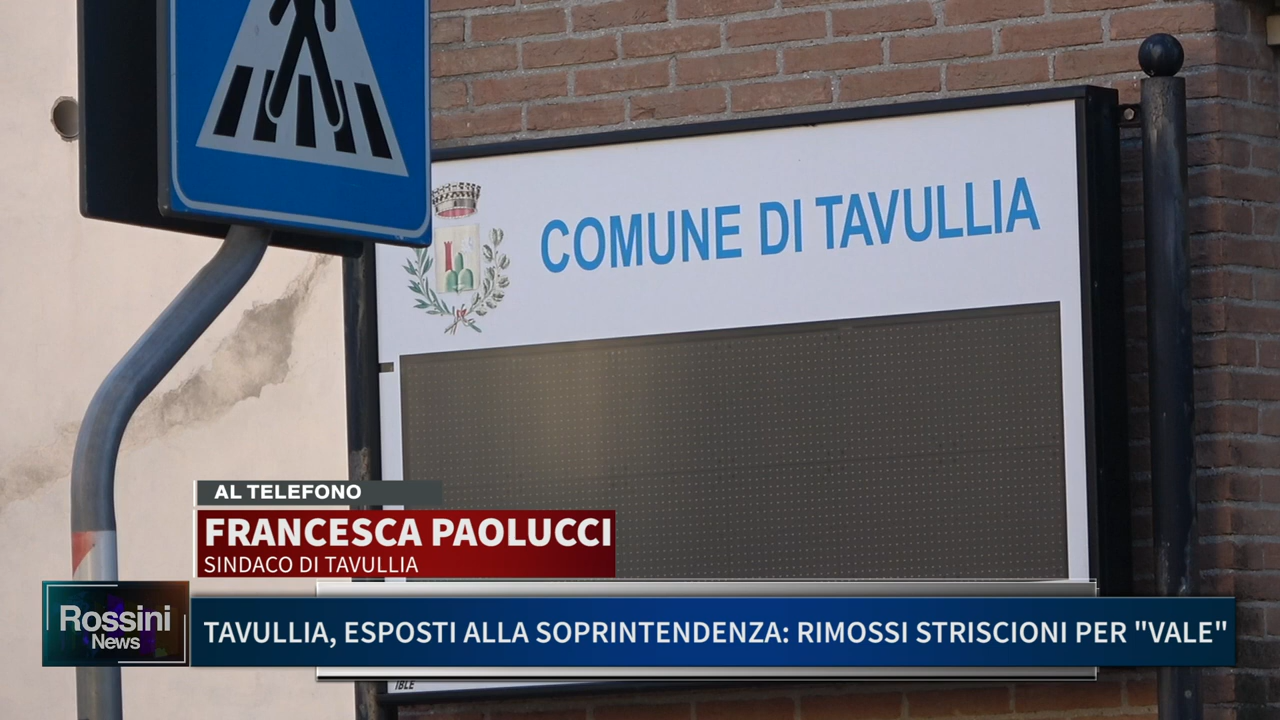 COMUNE DI TAVULLIA
AL TELEFONO
FRANCESCA PAOLUCCI
SINDACO DI TAVULLIA
Rossini
News
TAVULLIA, ESPOSTI ALLA SOPRINTENDENZA: RIMOSSI STRISCIONI PER "VALE"
IBLE